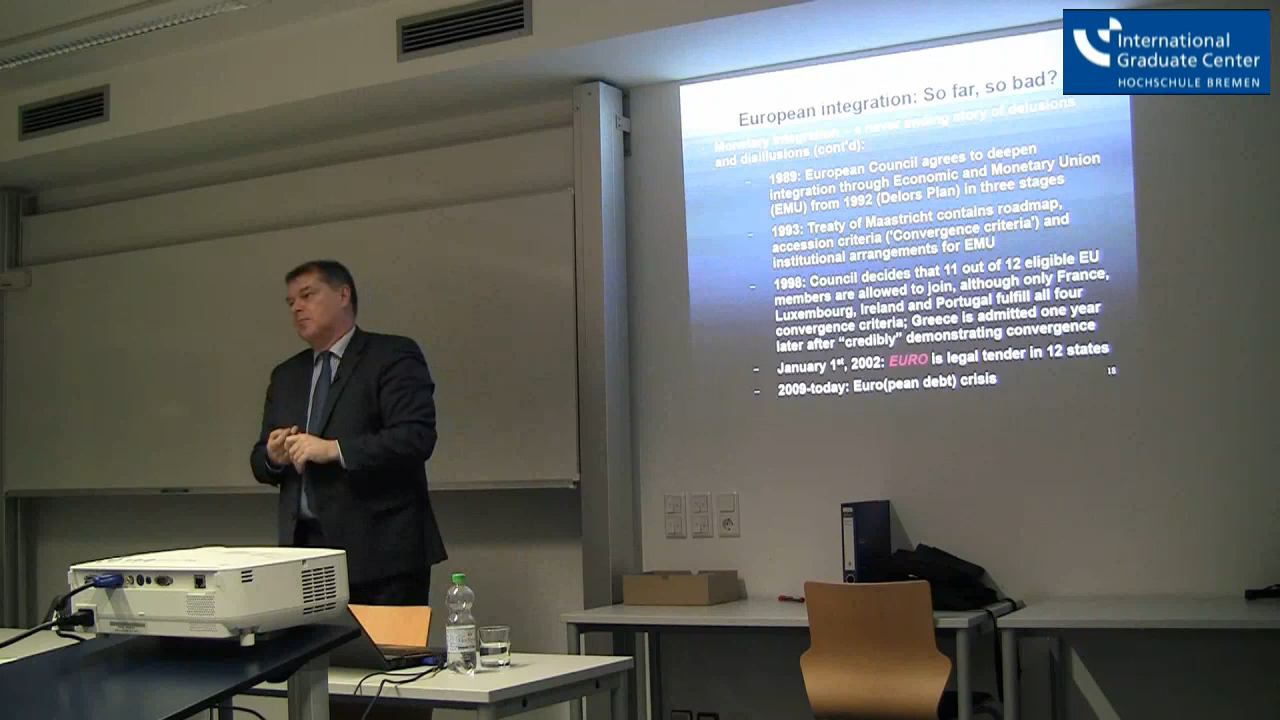 International
Graduate Center
HOCHSCHULE BREMEN
European integration: So far, so bad?
Monetary integration – a never ending story of delusions
and disillusions (cont'd):
– 1989: European Council agrees to deepen
integration through Economic and Monetary Union
(EMU) from 1992 (Delors Plan) in three stages
– 1993: Treaty of Maastricht contains roadmap,
accession criteria ('Convergence criteria') and
institutional arrangements for EMU
– 1998: Council decides that 11 out of 12 eligible EU
members are allowed to join, although only France,
Luxembourg, Ireland and Portugal fulfill all four
convergence criteria; Greece is admitted one year
later after “credibly” demonstrating convergence
– January 1st, 2002: EURO is legal tender in 12 states
– 2009-today: Euro(pean debt) crisis
18